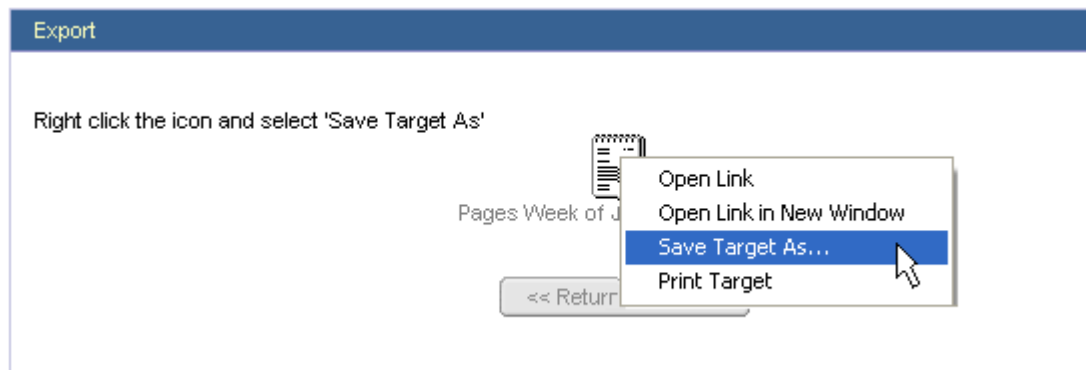 Export
Right click the icon and select 'Save Target As'
Open Link
Pages Week of J
Open Link in New Window
Save Target As...
Print Target
<< Return